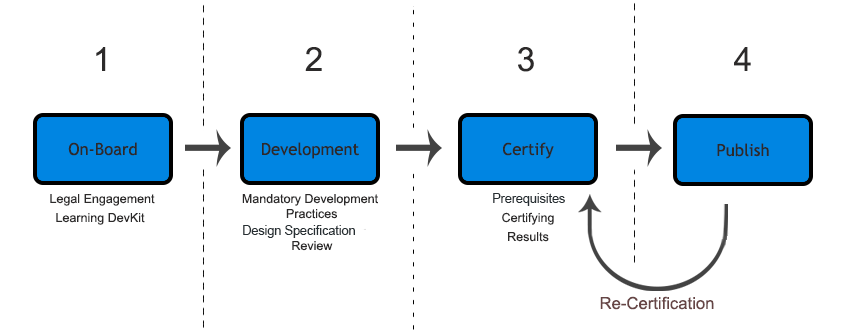 1
2
3
4
On-Board
Development
Certify
Publish
Legal Engagement
Learning DevKit
Mandatory Development
Practices
Design Specification
Review
Prerequisites
Certifying
Results
Re-Certification